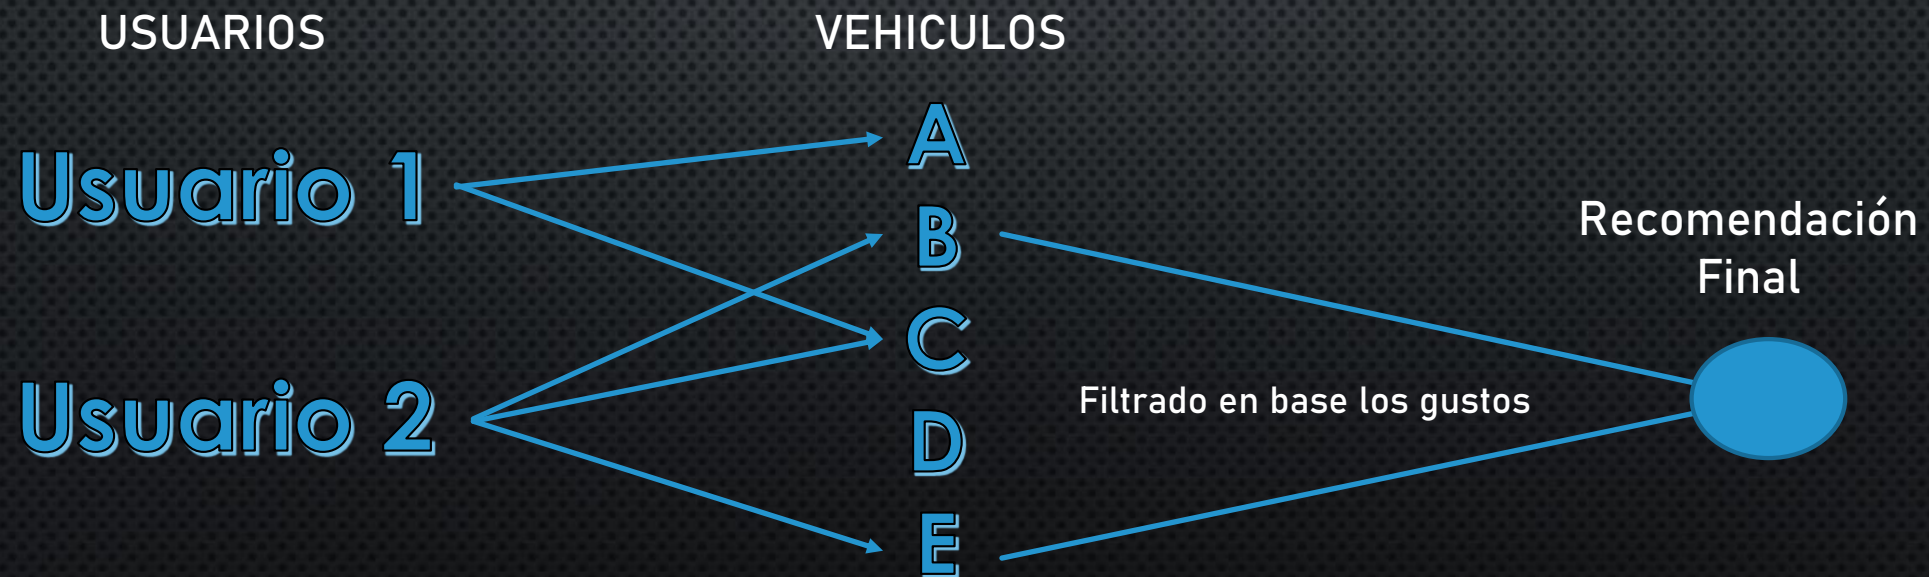 USUARIOS
VEHICULOS
Usuario 1
Usuario 2
A
B
C
D
E
Filtrado en base los gustos
Recomendación
Final